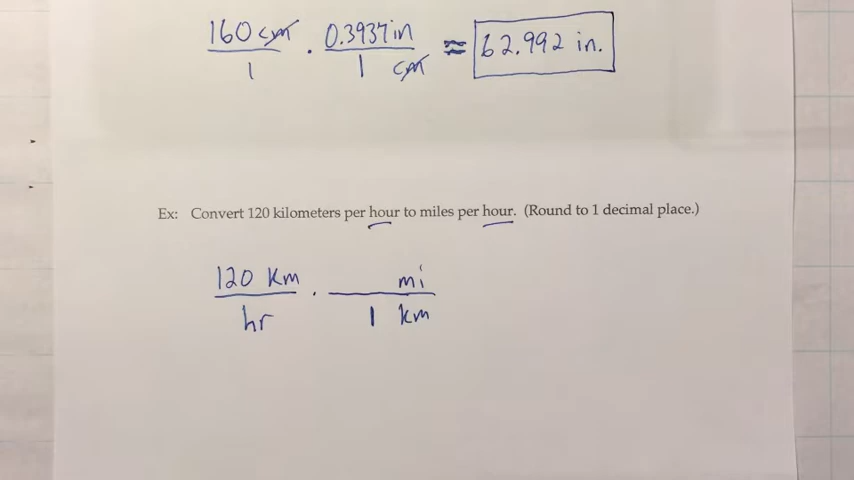 160 cm · 0.3937 in ≈ 62.992 in.
1 1 cm
Ex: Convert 120 kilometers per hour to miles per hour. (Round to 1 decimal place.)
120 km · mi
hr 1 km